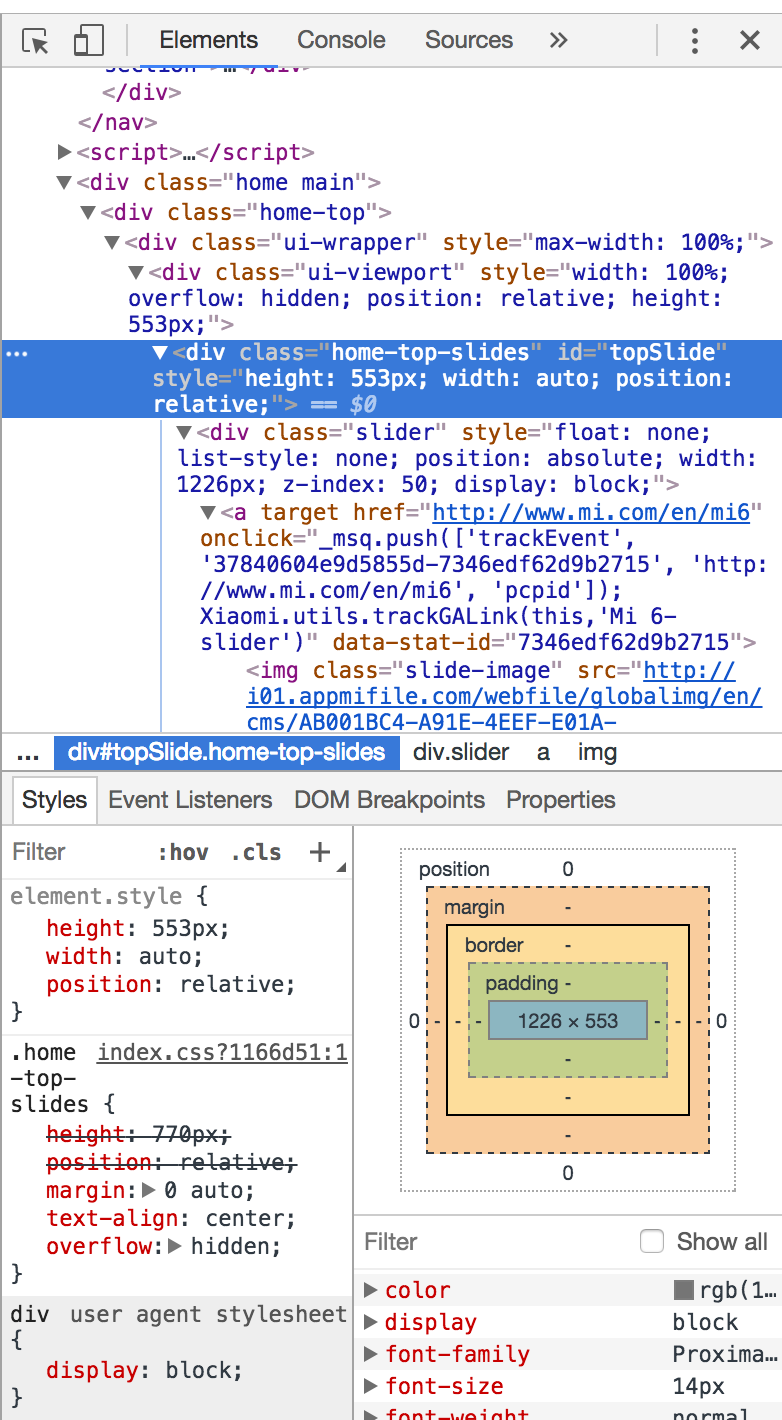 Elements Console Sources »
section">…</div>
</div>
</nav>
▶<script>…</script>
▼<div class="home main">
▼<div class="home-top">
▼<div class="ui-wrapper" style="max-width: 100%;">
▼<div class="ui-viewport" style="width: 100%;
overflow: hidden; position: relative; height:
553px;">
… ▼<div class="home-top-slides" id="topSlide"
style="height: 553px; width: auto; position:
relative;"> == $0
▼<div class="slider" style="float: none;
list-style: none; position: absolute; width:
1226px; z-index: 50; display: block;">
▼<a target href="http://www.mi.com/en/mi6"
onclick="_msq.push(['trackEvent',
'37840604e9d5855d-7346edf62d9b2715', 'http:
//www.mi.com/en/mi6', 'pcpid']);
Xiaomi.utils.trackGALink(this,'Mi 6-
slider')" data-stat-id="7346edf62d9b2715">
<img class="slide-image" src="http://
i01.appmifile.com/webfile/globalimg/en/
cms/AB001BC4-A91E-4EEF-E01A-
... div#topSlide.home-top-slides div.slider a img
Styles Event Listeners DOM Breakpoints Properties
Filter :hov .cls +
element.style {
height: 553px;
width: auto;
position: relative;
}
.home index.css?1166d51:1
-top-
slides {
height: 770px;
position: relative;
margin:▶0 auto;
text-align: center;
overflow:▶hidden;
}
div user agent stylesheet
{
display: block;
}
position 0
margin -
border -
padding -
0 - - - 1226 × 553 - - - 0
-
-
-
0
Filter Show all
▶color rgb(1…
▶display block
▶font-family Proxima…
▶font-size 14px
▶font-weight normal